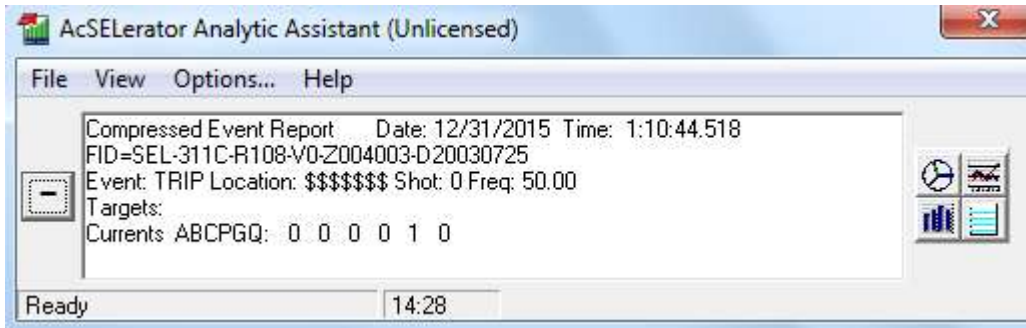 AcSELerator Analytic Assistant (Unlicensed)
File View Options... Help
Compressed Event Report Date: 12/31/2015 Time: 1:10:44.518
FID=SEL-311C-R108-V0-Z004003-D20030725
Event: TRIP Location: $$$$$$$ Shot: 0 Freq: 50.00
Targets:
Currents ABCPGQ: 0 0 0 0 1 0
Ready 14:28